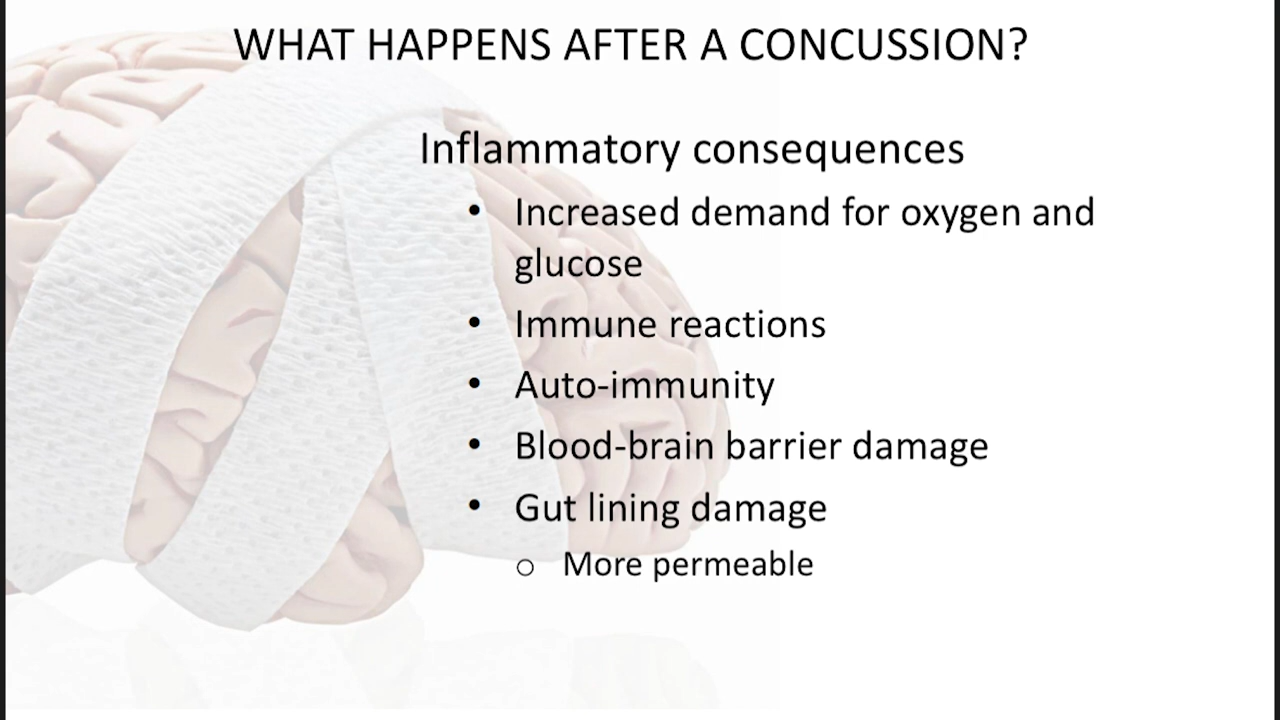 WHAT HAPPENS AFTER A CONCUSSION?
Inflammatory consequences
• Increased demand for oxygen and
glucose
• Immune reactions
• Auto-immunity
• Blood-brain barrier damage
• Gut lining damage
o More permeable